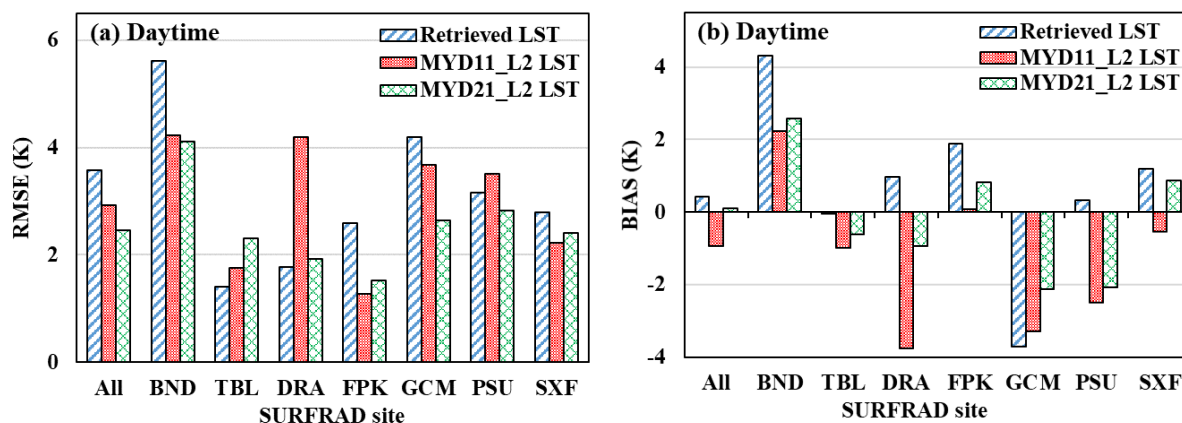 (a) Daytime
Retrieved LST
MYD11_L2 LST
MYD21_L2 LST
6
4
2
0
RMSE (K)
All BND TBL DRA FPK GCM PSU SXF
SURFRAD site
(b) Daytime
Retrieved LST
MYD11_L2 LST
MYD21_L2 LST
4
2
0
-2
-4
BIAS (K)
All BND TBL DRA FPK GCM PSU SXF
SURFRAD site